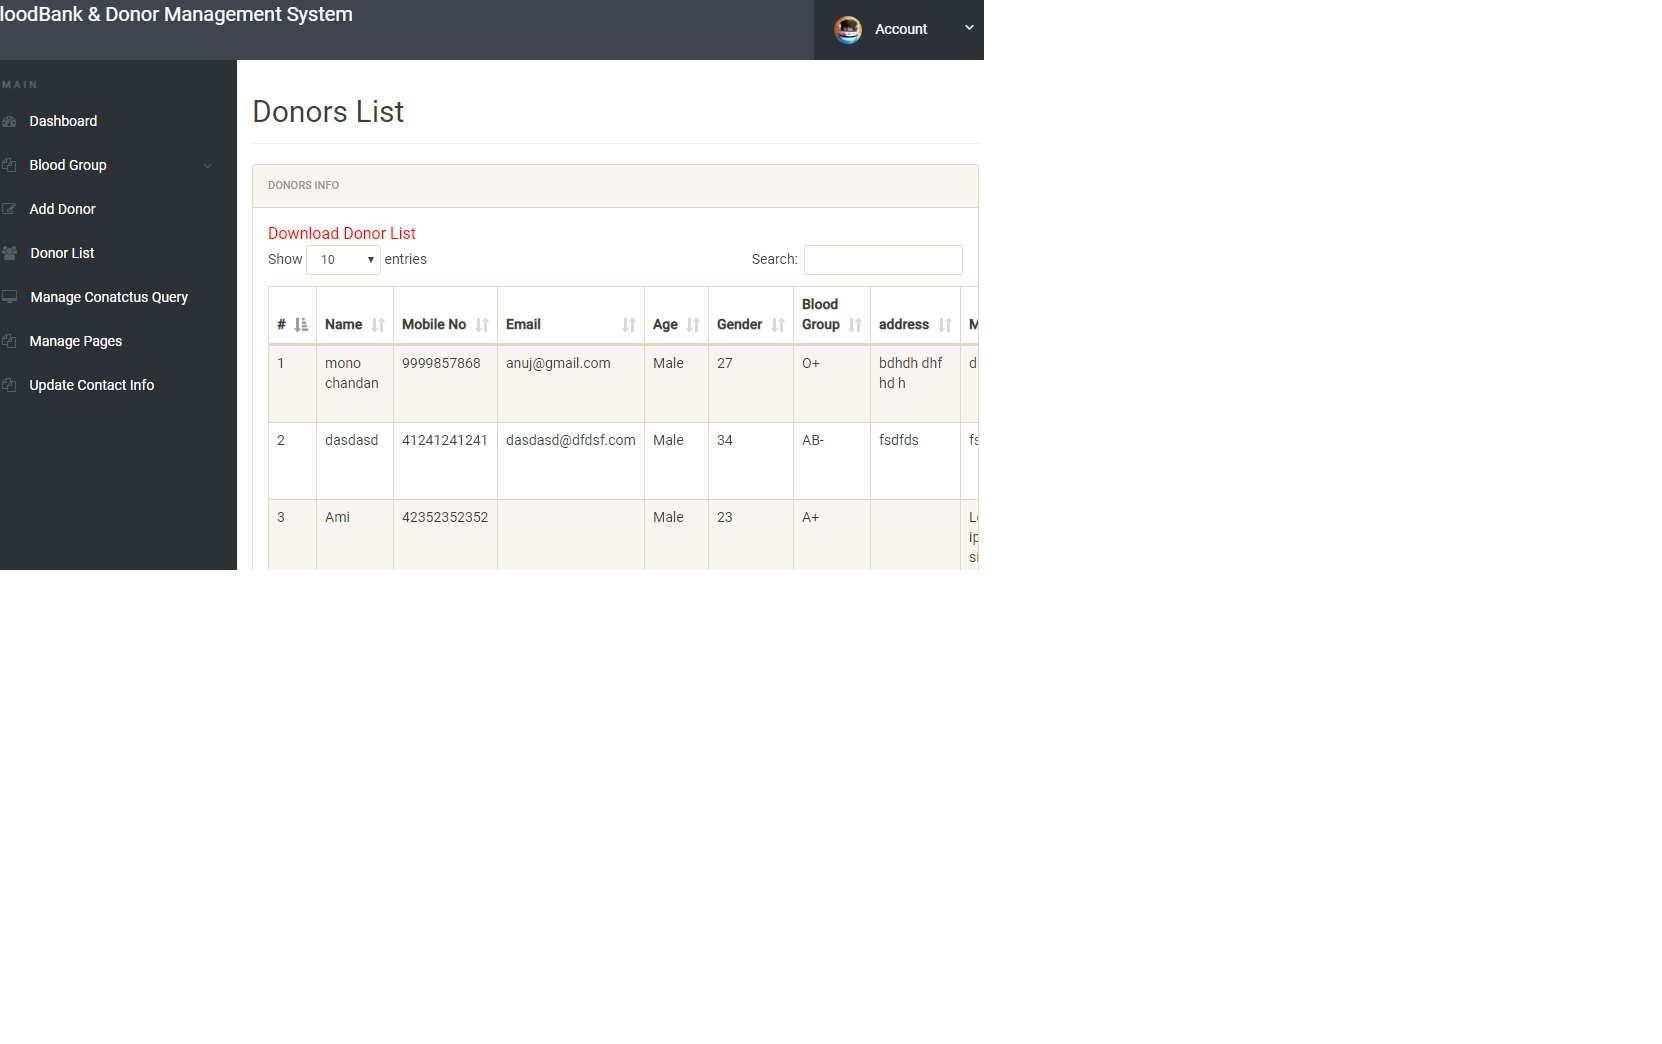 loodBank & Donor Management System
Account
MAIN
Dashboard
Blood Group
Add Donor
Donor List
Manage Conatctus Query
Manage Pages
Update Contact Info
Donors List
DONORS INFO
Download Donor List
Show 10 entries
Search:
# Name Mobile No Email Age Gender Blood Group address M
1 mono chandan 9999857868 anuj@gmail.com Male 27 O+ bdhdh dhf hd h d
2 dasdasd 41241241241 dasdasd@dfdsf.com Male 34 AB- fsdfds fs
3 Ami 42352352352 Male 23 A+ Lo
ip
si